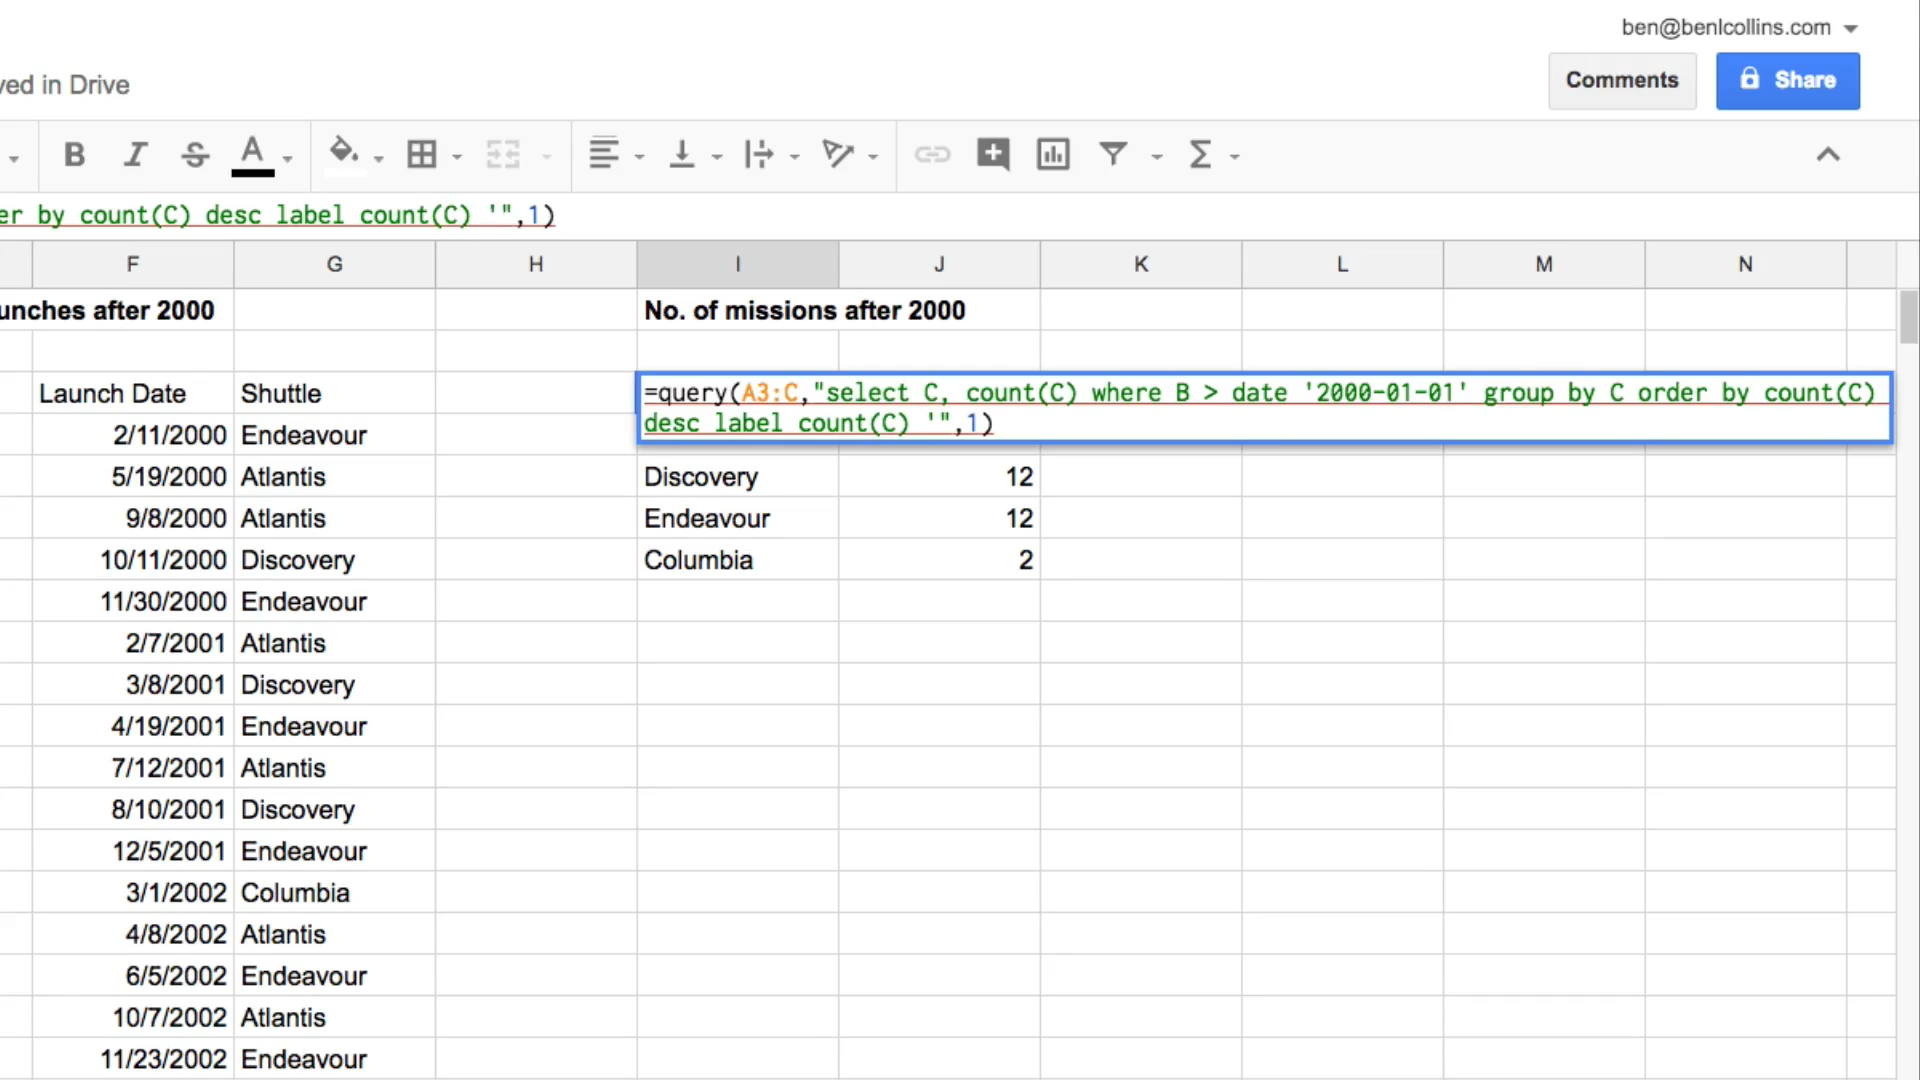 ben@benlcollins.com
ved in Drive
Comments
Share
B I S A
er by count(C) desc label count(C) '",1)
F G H I J K L M N
unches after 2000
No. of missions after 2000
Launch Date Shuttle
=query(A3:C,"select C, count(C) where B > date '2000-01-01' group by C order by count(C)
desc label count(C) '",1)
2/11/2000 Endeavour
5/19/2000 Atlantis Discovery 12
9/8/2000 Atlantis Endeavour 12
10/11/2000 Discovery Columbia 2
11/30/2000 Endeavour
2/7/2001 Atlantis
3/8/2001 Discovery
4/19/2001 Endeavour
7/12/2001 Atlantis
8/10/2001 Discovery
12/5/2001 Endeavour
3/1/2002 Columbia
4/8/2002 Atlantis
6/5/2002 Endeavour
10/7/2002 Atlantis
11/23/2002 Endeavour